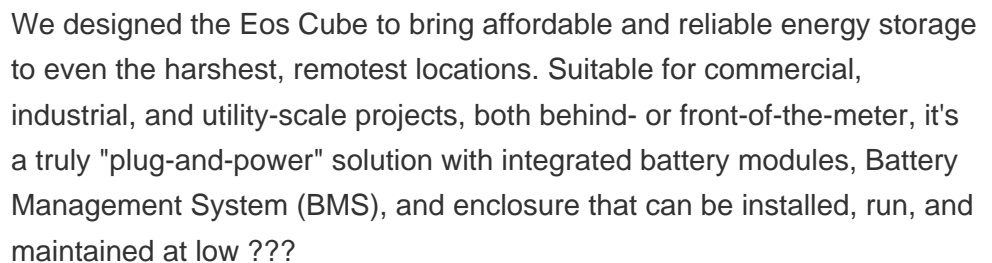 We designed the Eos Cube to bring affordable and reliable energy storage
to even the harshest, remotest locations. Suitable for commercial,
industrial, and utility-scale projects, both behind- or front-of-the-meter, it's
a truly "plug-and-power" solution with integrated battery modules, Battery
Management System (BMS), and enclosure that can be installed, run, and
maintained at low ???